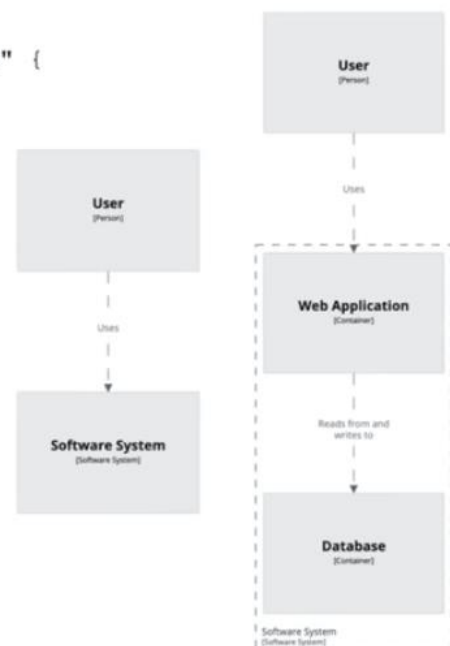 " {
User
[Person]
Uses
Software System
[Software System]
User
[Person]
Uses
Web Application
[Container]
Reads from and
writes to
Database
[Container]
Software System
[Software System]